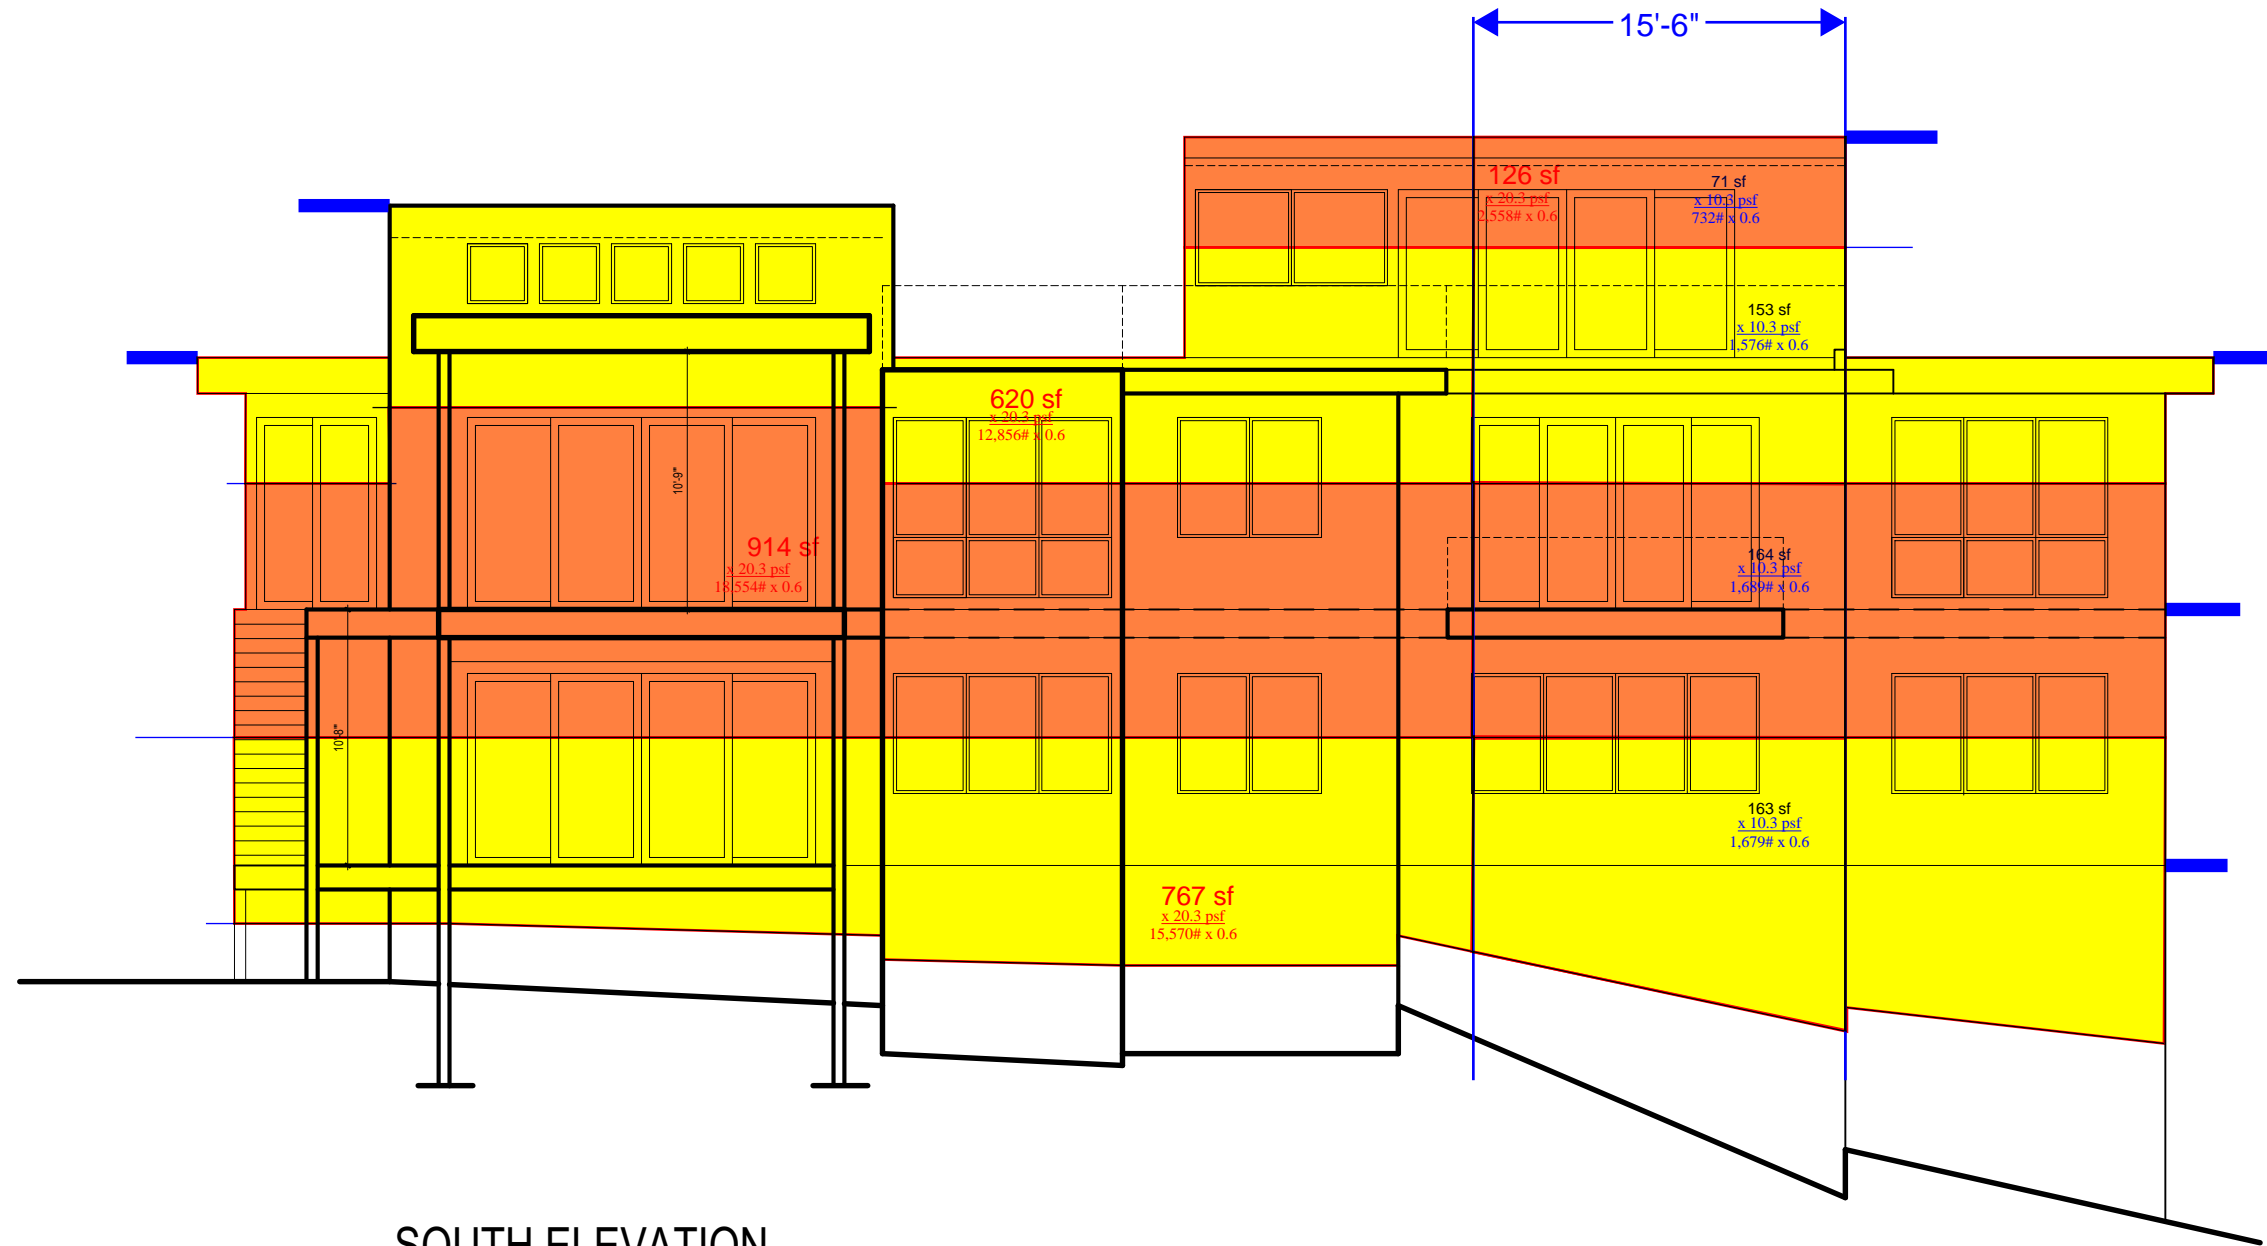 15'-6"
126 sf
x 20.3 psf
2,558# x 0.6
71 sf
x 10.3 psf
732# x 0.6
153 sf
x 10.3 psf
1,576# x 0.6
620 sf
x 20.3 psf
12,856# x 0.6
10'-9"
914 sf
x 20.3 psf
18,554# x 0.6
164 sf
x 10.3 psf
1,689# x 0.6
10'-8"
163 sf
x 10.3 psf
1,679# x 0.6
767 sf
x 20.3 psf
15,570# x 0.6
SOUTH ELEVATION